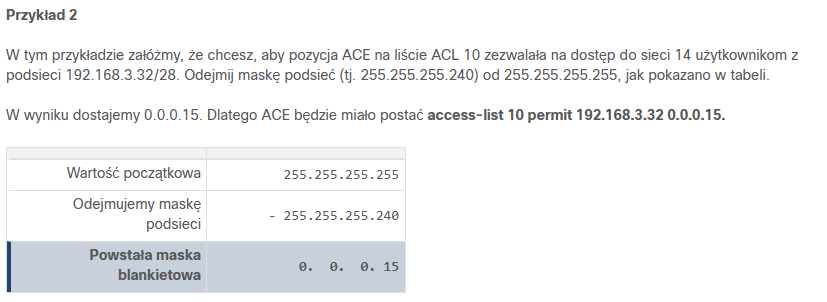 Przykład 2
W tym przykładzie załóżmy, że chcesz, aby pozycja ACE na liście ACL 10 zezwalała na dostęp do sieci 14 użytkownikom z
podsieci 192.168.3.32/28. Odejmij maskę podsieć (tj. 255.255.255.240) od 255.255.255.255, jak pokazano w tabeli.
W wyniku dostajemy 0.0.0.15. Dlatego ACE będzie miało postać access-list 10 permit 192.168.3.32 0.0.0.15.
Wartość początkowa 255.255.255.255
Odejmujemy maskę
podsieci - 255.255.255.240
Powstała maska
blankietowa 0. 0. 0. 15